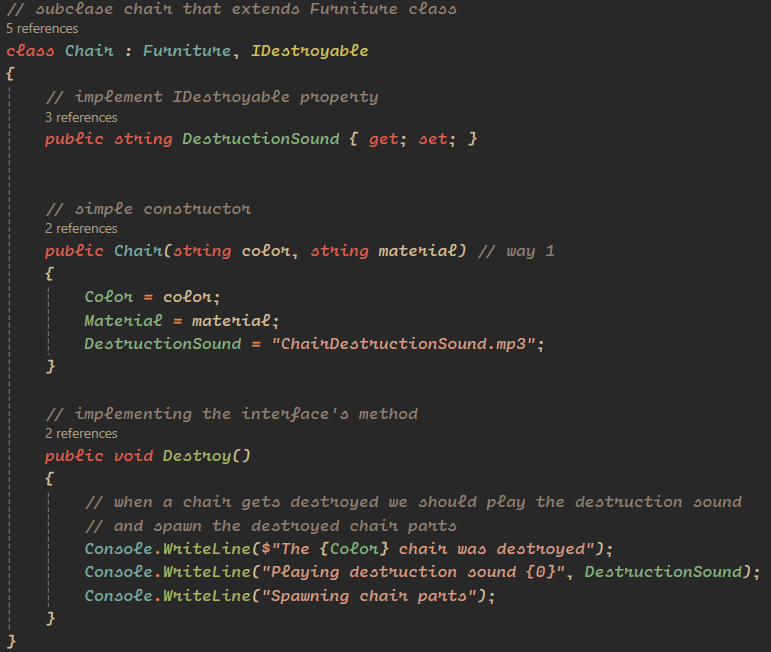 // subclase chair that extends Furniture class
5 references
class Chair : Furniture, IDestroyable
{
// implement IDestroyable property
3 references
public string DestructionSound { get; set; }
// simple constructor
2 references
public Chair(string color, string material) // way 1
{
Color = color;
Material = material;
DestructionSound = "ChairDestructionSound.mp3";
}
// implementing the interface's method
2 references
public void Destroy()
{
// when a chair gets destroyed we should play the destruction sound
// and spawn the destroyed chair parts
Console.WriteLine($"The {Color} chair was destroyed");
Console.WriteLine("Playing destruction sound {0}", DestructionSound);
Console.WriteLine("Spawning chair parts");
}
}